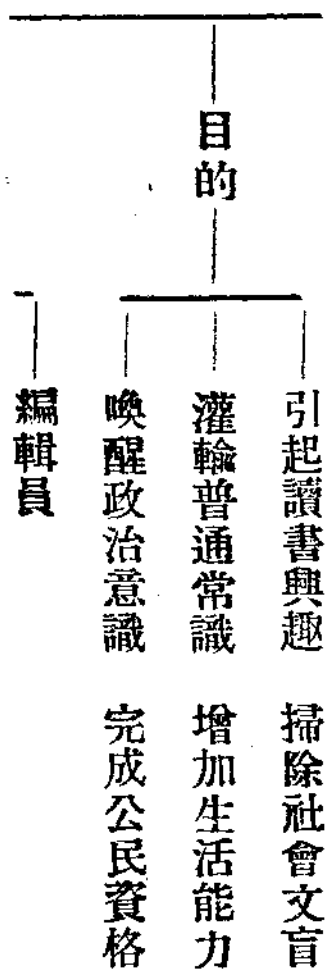 目的
引起讀書興趣　掃除社會文盲
灌輸普通常識　增加生活能力
喚醒政治意識　完成公民資格
編輯員